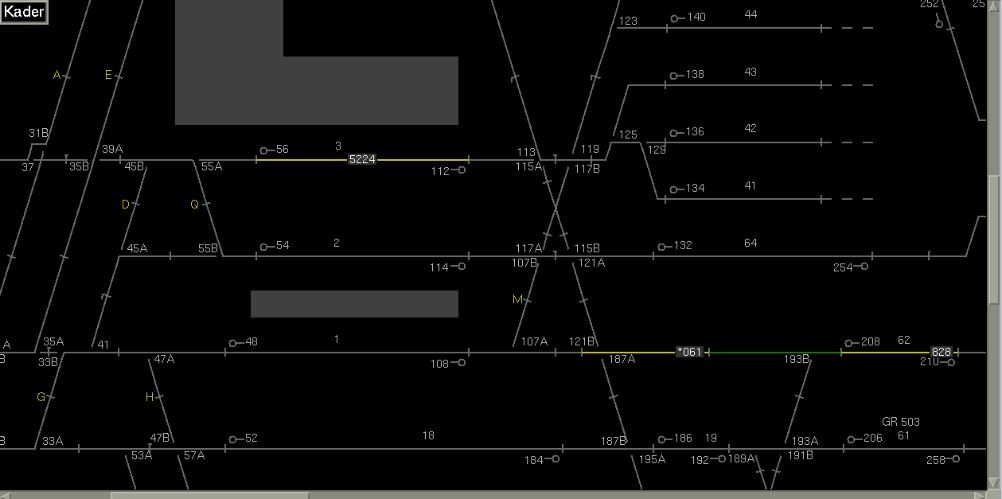 Kader
252 25
123 140 44
A E 138 43
31B 39A 136 42
125 129
37 35B 45B 55A 56 3 5224 112 113 115A 119 117B
134 41
D Q
45A 55B 54 2 114 117A 115B 132 64
107B 121A 254
M
A 35A 41 48 1 107A 121B *061 208 62 828
B 33B 47A 108 187A 193B 210
G H
GR 503
B 33A 47B 52 18 187B 186 19 193A 206 61
53A 57A 184 195A 192 189A 191B 258